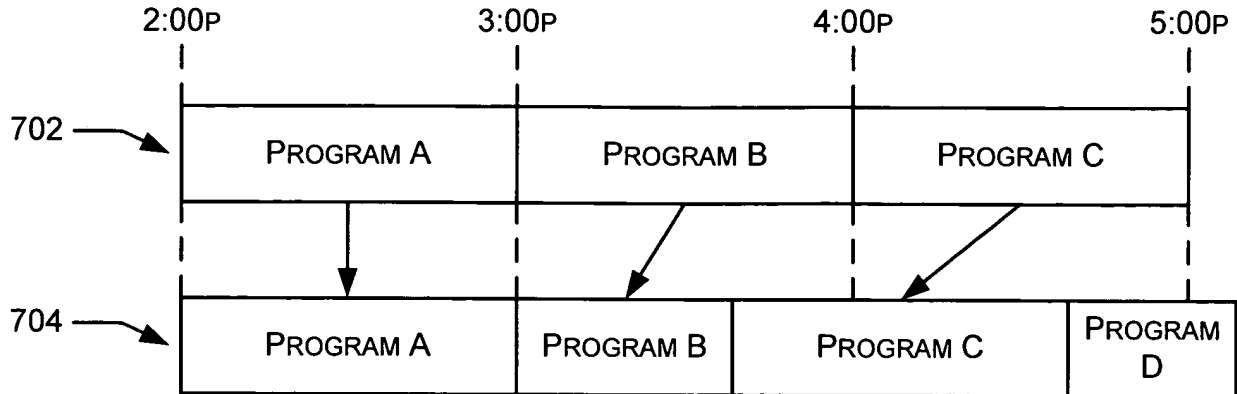 2:00P 3:00P 4:00P 5:00P
702 PROGRAM A PROGRAM B PROGRAM C
704 PROGRAM A PROGRAM B PROGRAM C PROGRAM
D